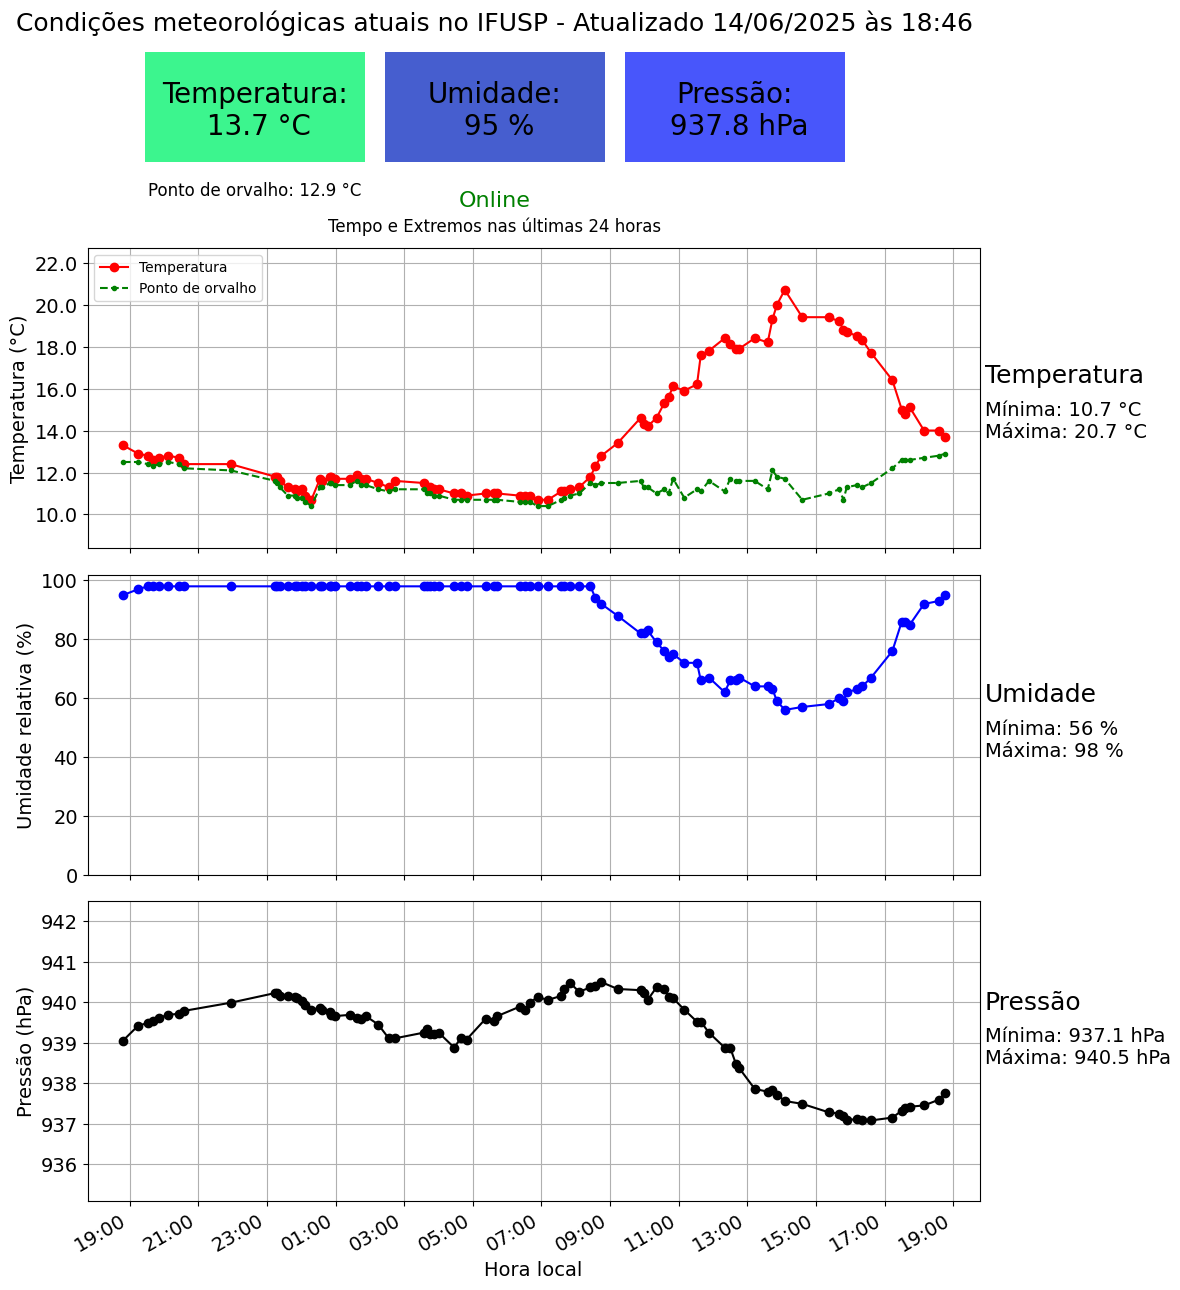 Condições meteorológicas atuais no IFUSP - Atualizado 14/06/2025 às 18:46
Temperatura:
13.7 °C
Umidade:
95 %
Pressão:
937.8 hPa
Ponto de orvalho: 12.9 °C
Online
Tempo e Extremos nas últimas 24 horas
Temperatura (°C)
22.0
20.0
18.0
16.0
14.0
12.0
10.0
Temperatura
Ponto de orvalho
Temperatura
Mínima: 10.7 °C
Máxima: 20.7 °C
Umidade relativa (%)
100
80
60
40
20
0
Umidade
Mínima: 56 %
Máxima: 98 %
Pressão (hPa)
942
941
940
939
938
937
936
Pressão
Mínima: 937.1 hPa
Máxima: 940.5 hPa
19:00
21:00
23:00
01:00
03:00
05:00
07:00
09:00
11:00
13:00
15:00
17:00
19:00
Hora local